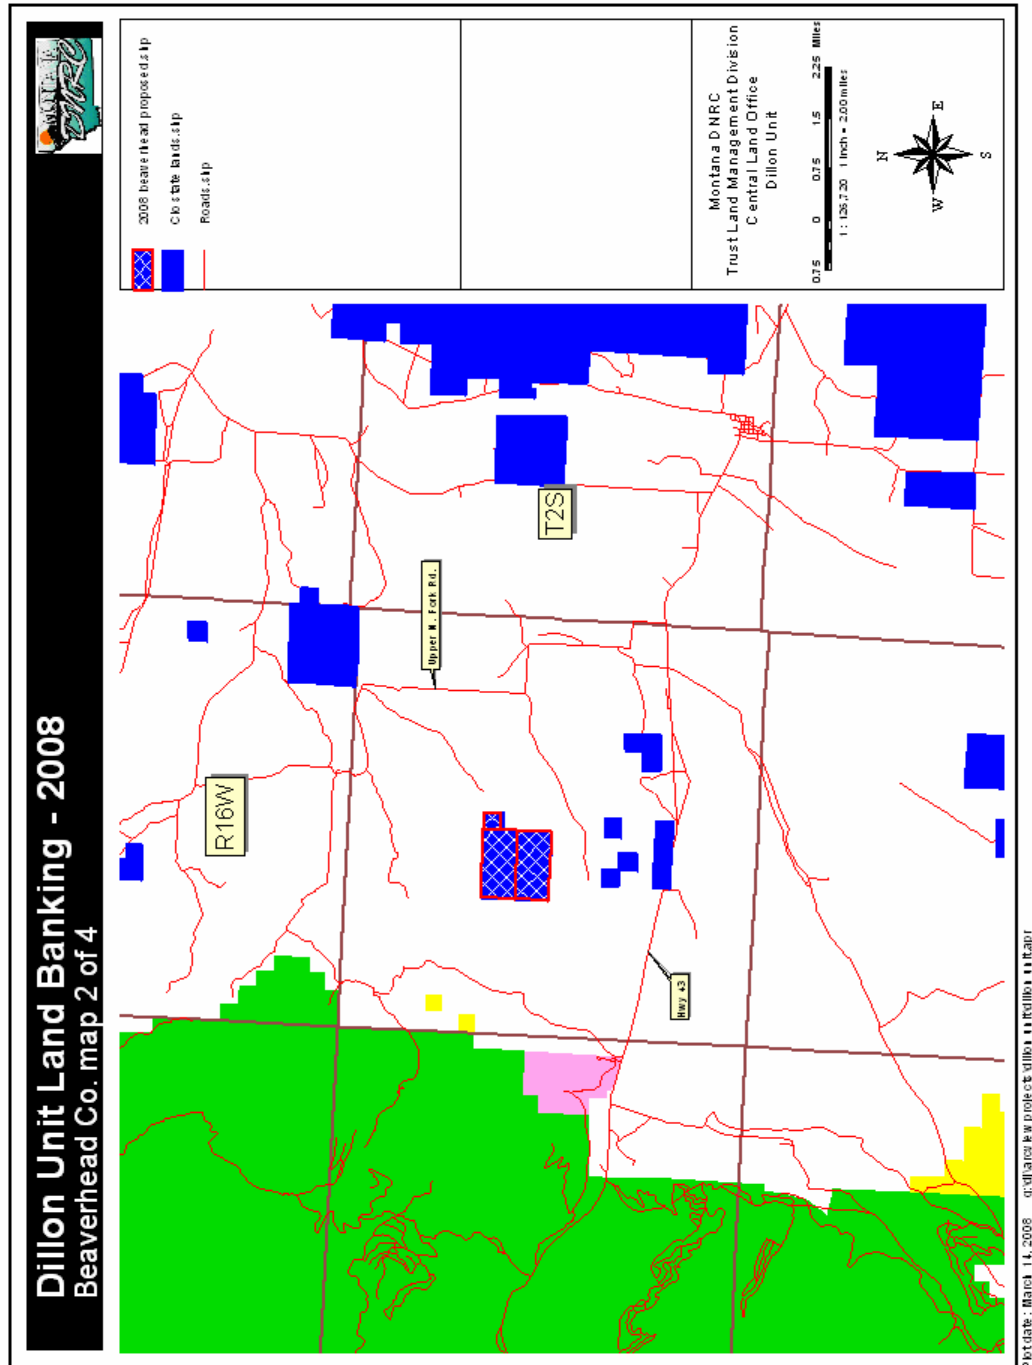 Dillon Unit Land Banking - 2008
Beaverhead Co. map 2 of 4
MONTANA
DNRC
2008 beaverhead proposed.shp
Clo state lands.shp
Roads.shp
R16W
T2S
Upper N. Fork Rd.
Hwy 43
Montana DNRC
Trust Land Management Division
Central Land Office
Dillon Unit
0.75 0 0.75 1.5 2.25 Miles
1 : 126,720 1 Inch = 2.00 miles
N
W E
S
Plot date: March 14, 2008